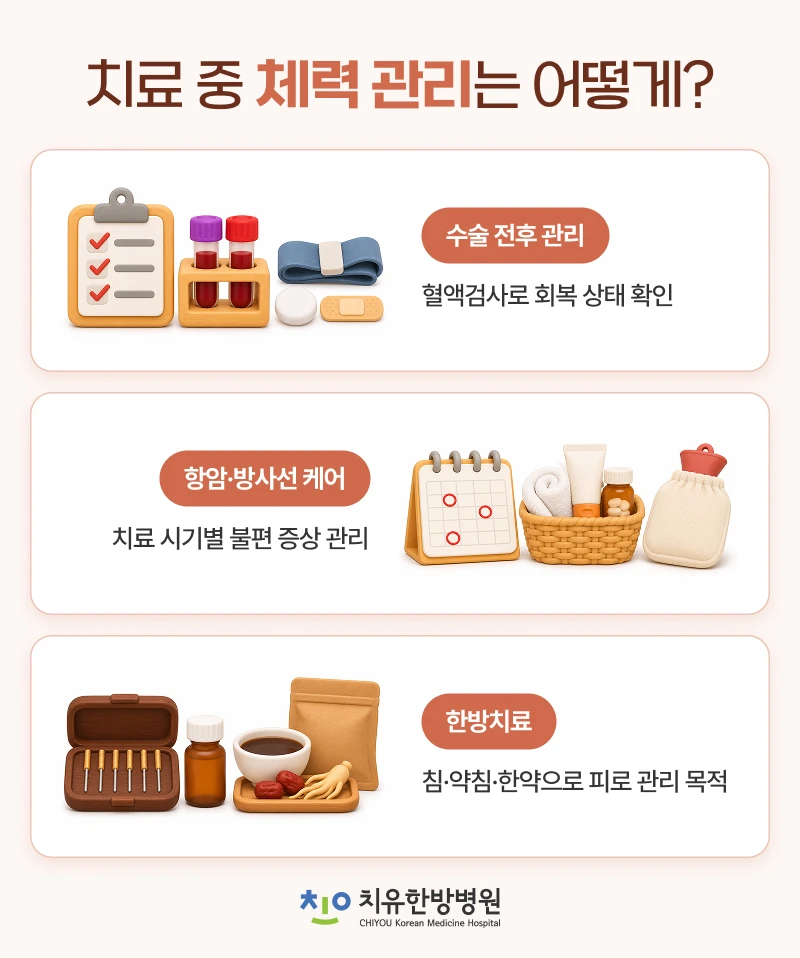 치료 중 체력 관리는 어떻게?
수술 전후 관리
혈액검사로 회복 상태 확인
항암·방사선 케어
치료 시기별 불편 증상 관리
한방치료
침·약침·한약으로 피로 관리 목적
치유 치유한방병원
CHIYOU Korean Medicine Hospital